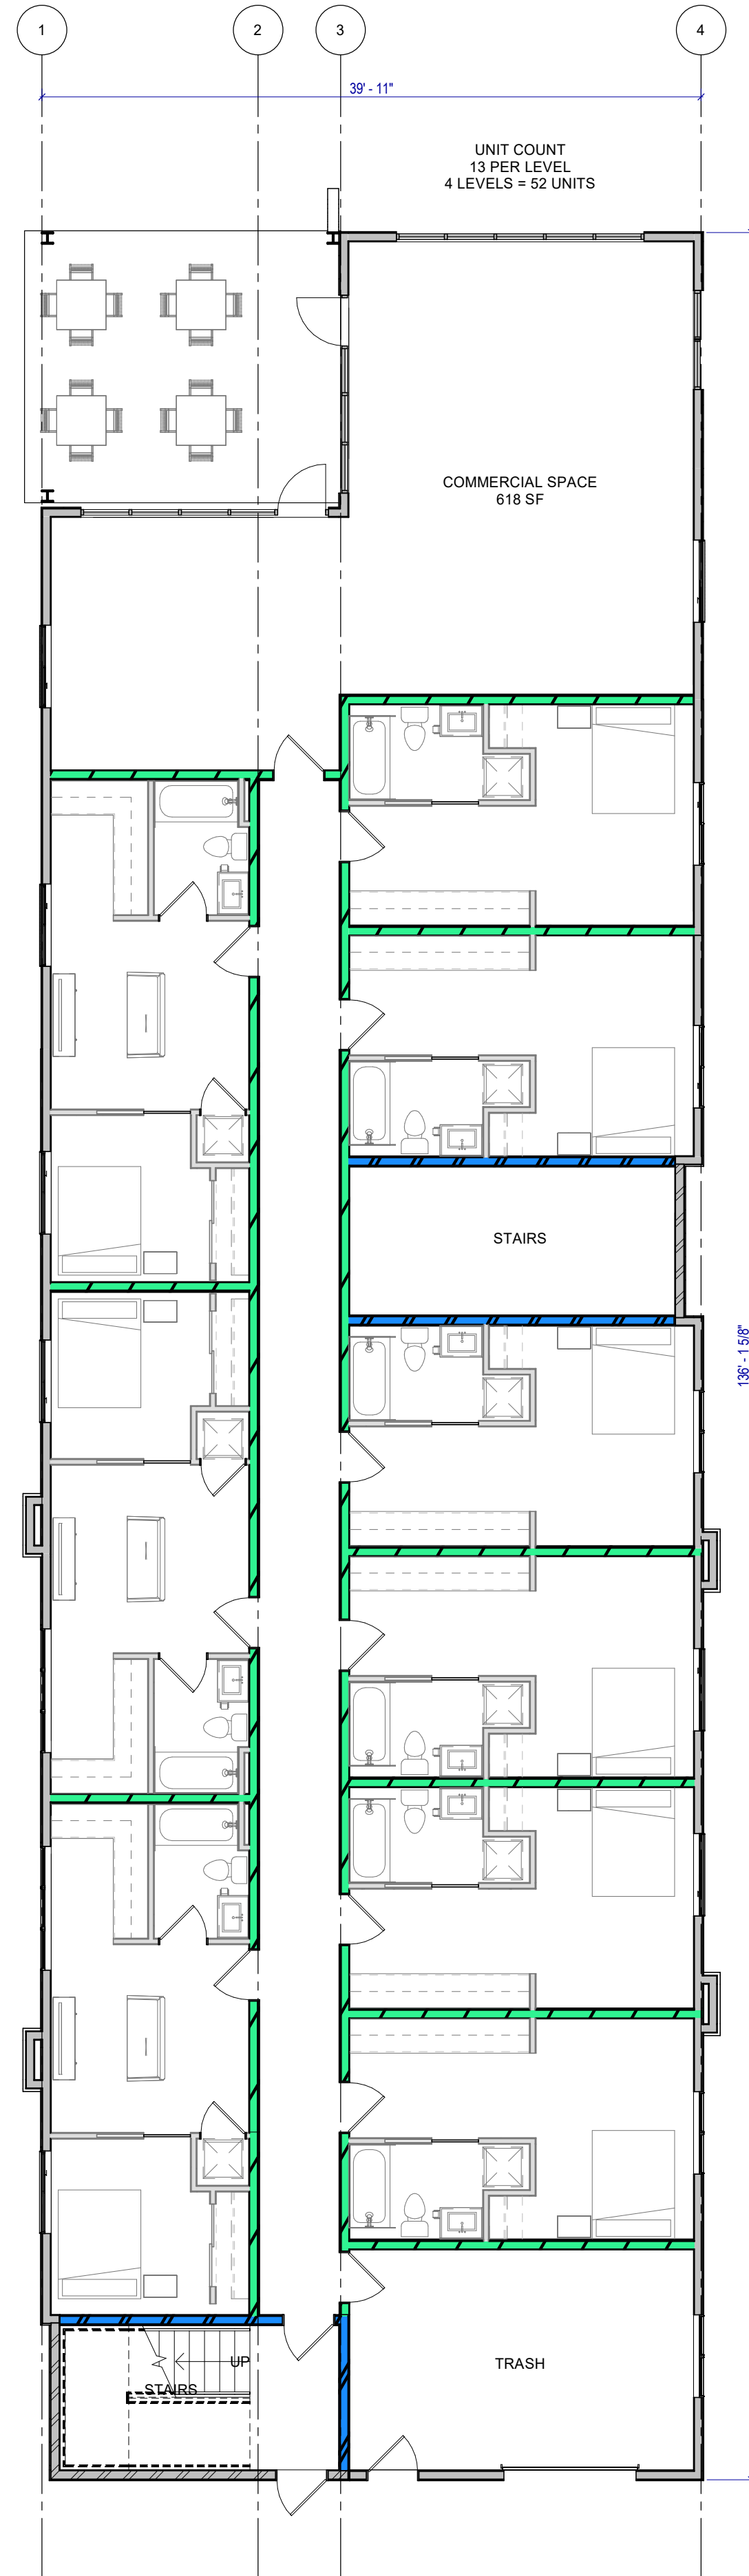 1
2
3
4
39' - 11"
UNIT COUNT
13 PER LEVEL
4 LEVELS = 52 UNITS
COMMERCIAL SPACE
618 SF
STAIRS
136' - 1 5/8"
UP
STAIRS
TRASH